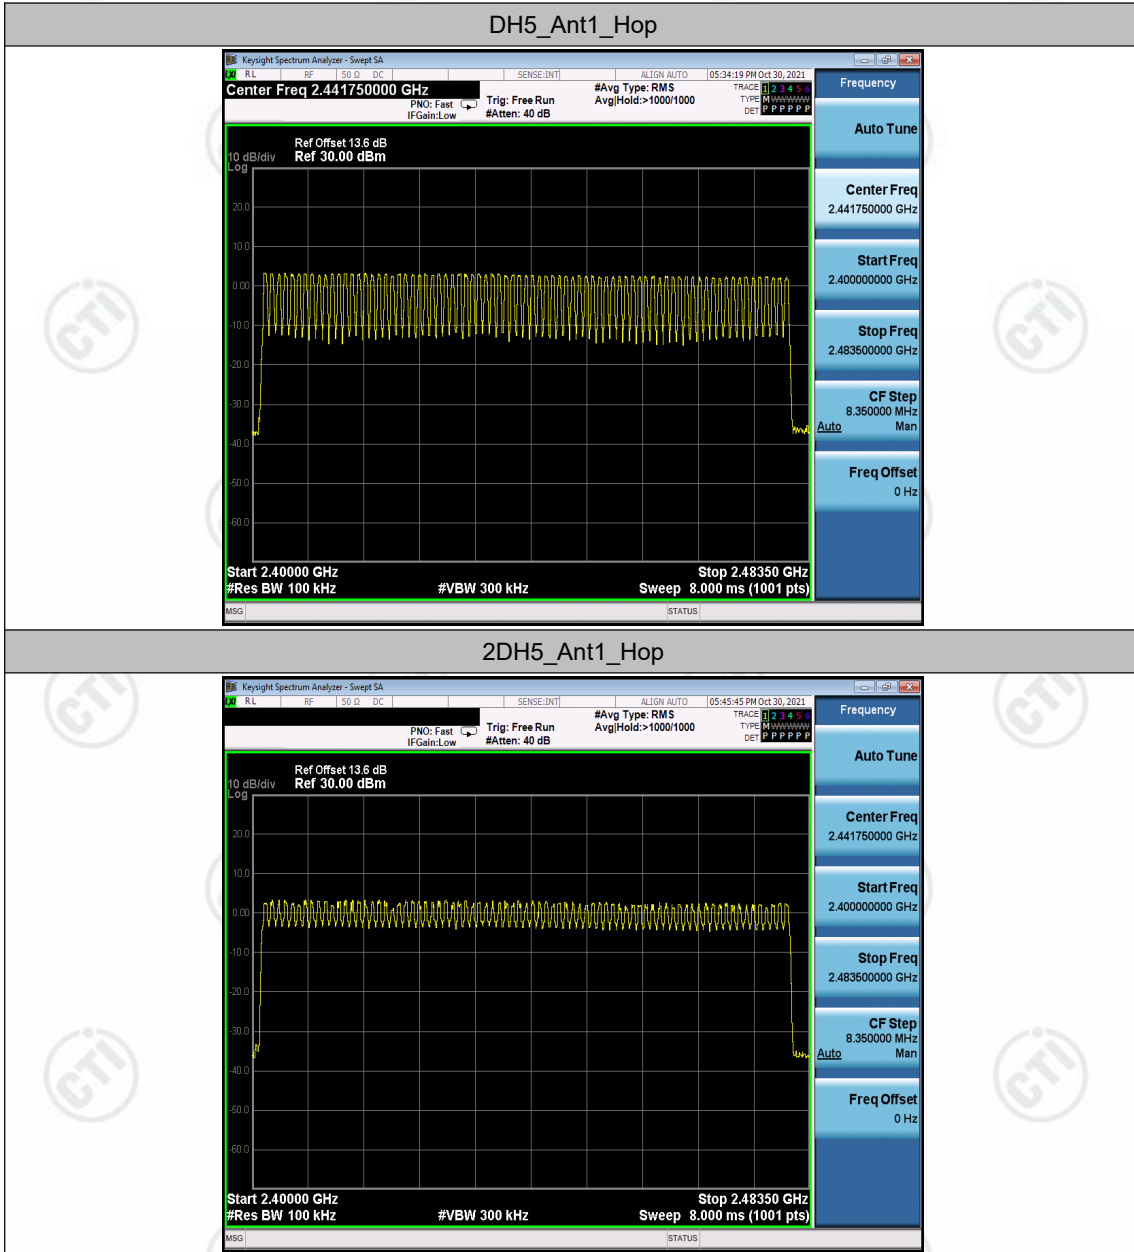 DH5_Ant1_Hop
Keysight Spectrum Analyzer - Swept SA
LXI RL RF 50 Ω DC SENSE:INT ALIGN AUTO 05:34:19 PM Oct 30, 2021
Center Freq 2.441750000 GHz
#Avg Type: RMS
TRACE 1 2 3 4 5 6
PNO: Fast
Trig: Free Run
Avg|Hold:>1000/1000
TYPE M WWWWW
IFGain:Low
#Atten: 40 dB
DET P P P P P P
Ref Offset 13.6 dB
10 dB/div Ref 30.00 dBm
Log
20.0
10.0
0.00
-10.0
-20.0
-30.0
-40.0
-50.0
-60.0
Start 2.40000 GHz
Stop 2.48350 GHz
#Res BW 100 kHz
#VBW 300 kHz
Sweep 8.000 ms (1001 pts)
MSG
STATUS
Frequency
Auto Tune
Center Freq
2.441750000 GHz
Start Freq
2.400000000 GHz
Stop Freq
2.483500000 GHz
CF Step
8.350000 MHz
Auto Man
Freq Offset
0 Hz
2DH5_Ant1_Hop
Keysight Spectrum Analyzer - Swept SA
LXI RL RF 50 Ω DC SENSE:INT ALIGN AUTO 05:45:45 PM Oct 30, 2021
#Avg Type: RMS
TRACE 1 2 3 4 5 6
PNO: Fast
Trig: Free Run
Avg|Hold:>1000/1000
TYPE M WWWWW
IFGain:Low
#Atten: 40 dB
DET P P P P P P
Ref Offset 13.6 dB
10 dB/div Ref 30.00 dBm
Log
20.0
10.0
0.00
-10.0
-20.0
-30.0
-40.0
-50.0
-60.0
Start 2.40000 GHz
Stop 2.48350 GHz
#Res BW 100 kHz
#VBW 300 kHz
Sweep 8.000 ms (1001 pts)
MSG
STATUS
Frequency
Auto Tune
Center Freq
2.441750000 GHz
Start Freq
2.400000000 GHz
Stop Freq
2.483500000 GHz
CF Step
8.350000 MHz
Auto Man
Freq Offset
0 Hz
CTI
CTI
CTI
CTI
CTI
CTI